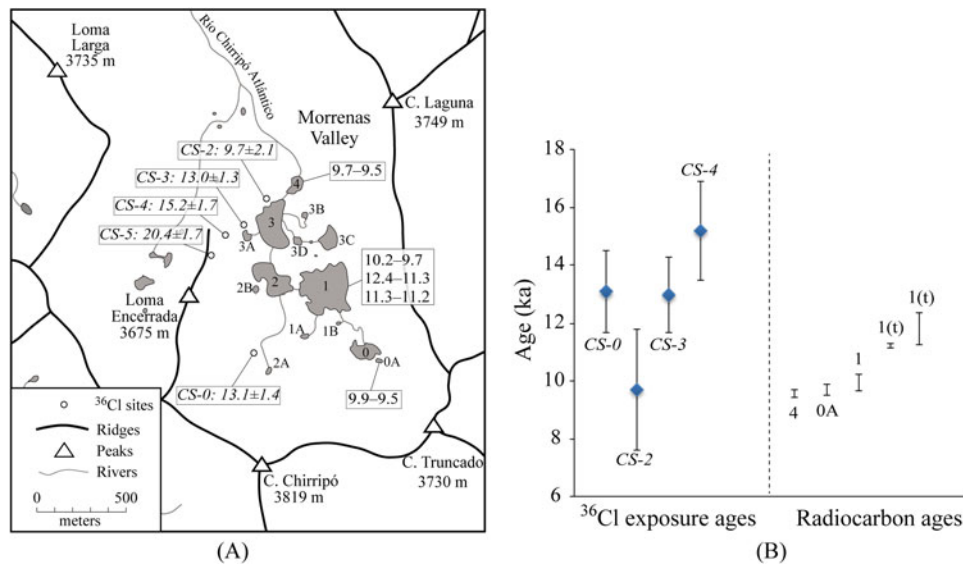 Loma
Larga
3735 m
Río Chirripó Atlántico
Morrenas
Valley
C. Laguna
3749 m
CS-2: 9.7±2.1
CS-3: 13.0±1.3
CS-4: 15.2±1.7
CS-5: 20.4±1.7
4
9.7–9.5
3
3B
3A
3D
3C
10.2–9.7
12.4–11.3
11.3–11.2
2
2B
1
Loma
Encerrada
3675 m
1A
1B
0
0A
2A
CS-0: 13.1±1.4
9.9–9.5
36Cl sites
Ridges
Peaks
Rivers
0 500
meters
C. Chirripó
3819 m
C. Truncado
3730 m
(A)
Age (ka)
18
16
14
12
10
8
6
CS-0
CS-2
CS-3
CS-4
4
0A
1
1(t)
1(t)
36Cl exposure ages
Radiocarbon ages
(B)